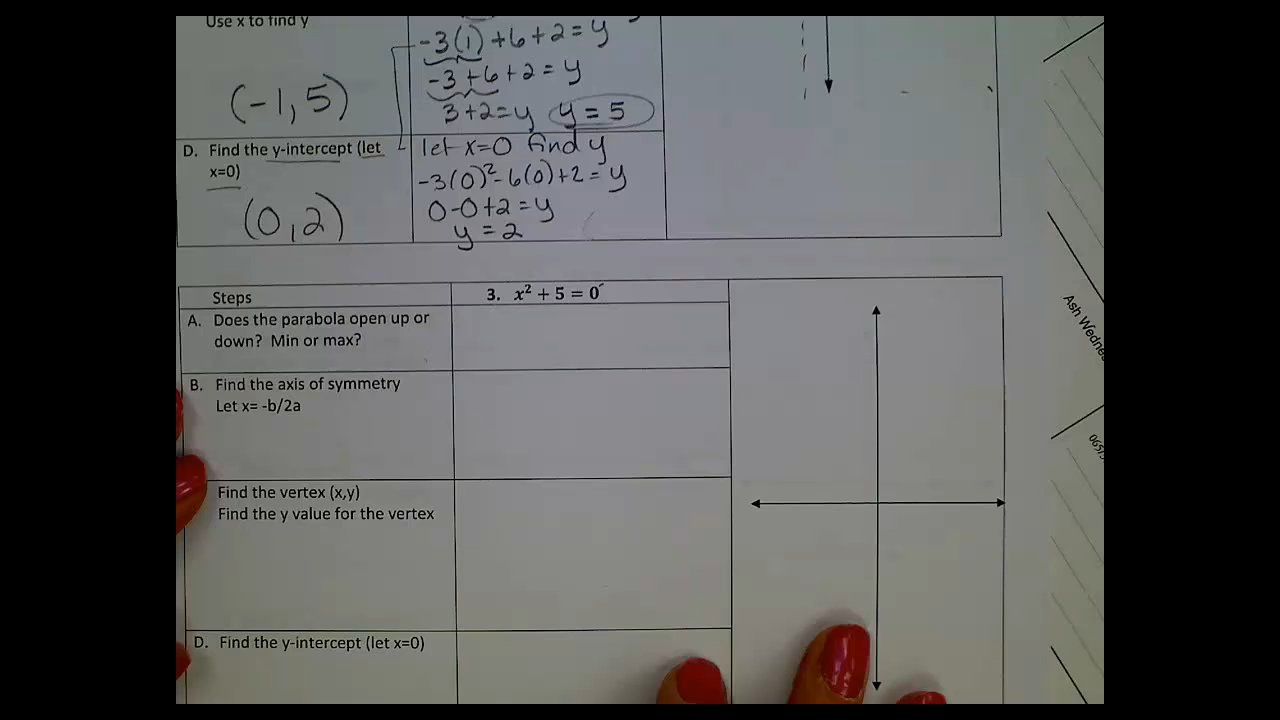 Use x to find y
-3(1)+6+2=y
-3+6+2=y
(-1,5)
3+2=y y=5
D. Find the y-intercept (let
x=0)
let x=0 find y
-3(0)²-6(0)+2=y
(0,2)
0-0+2=y
y=2
Steps
3. x² + 5 = 0
A. Does the parabola open up or
down? Min or max?
B. Find the axis of symmetry
Let x= -b/2a
Find the vertex (x,y)
Find the y value for the vertex
D. Find the y-intercept (let x=0)
Ash Wednes